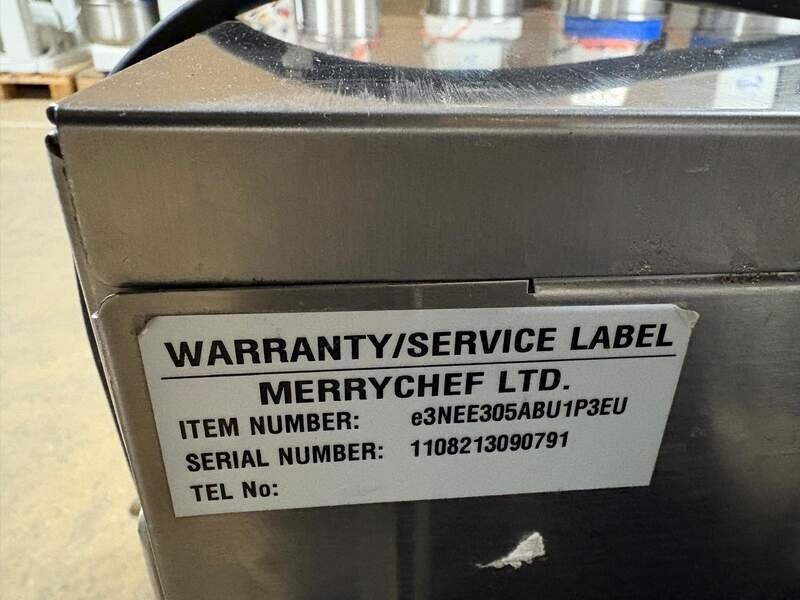 WARRANTY/SERVICE LABEL
MERRYCHEF LTD.
ITEM NUMBER: e3NEE305ABU1P3EU
SERIAL NUMBER: 1108213090791
TEL No: